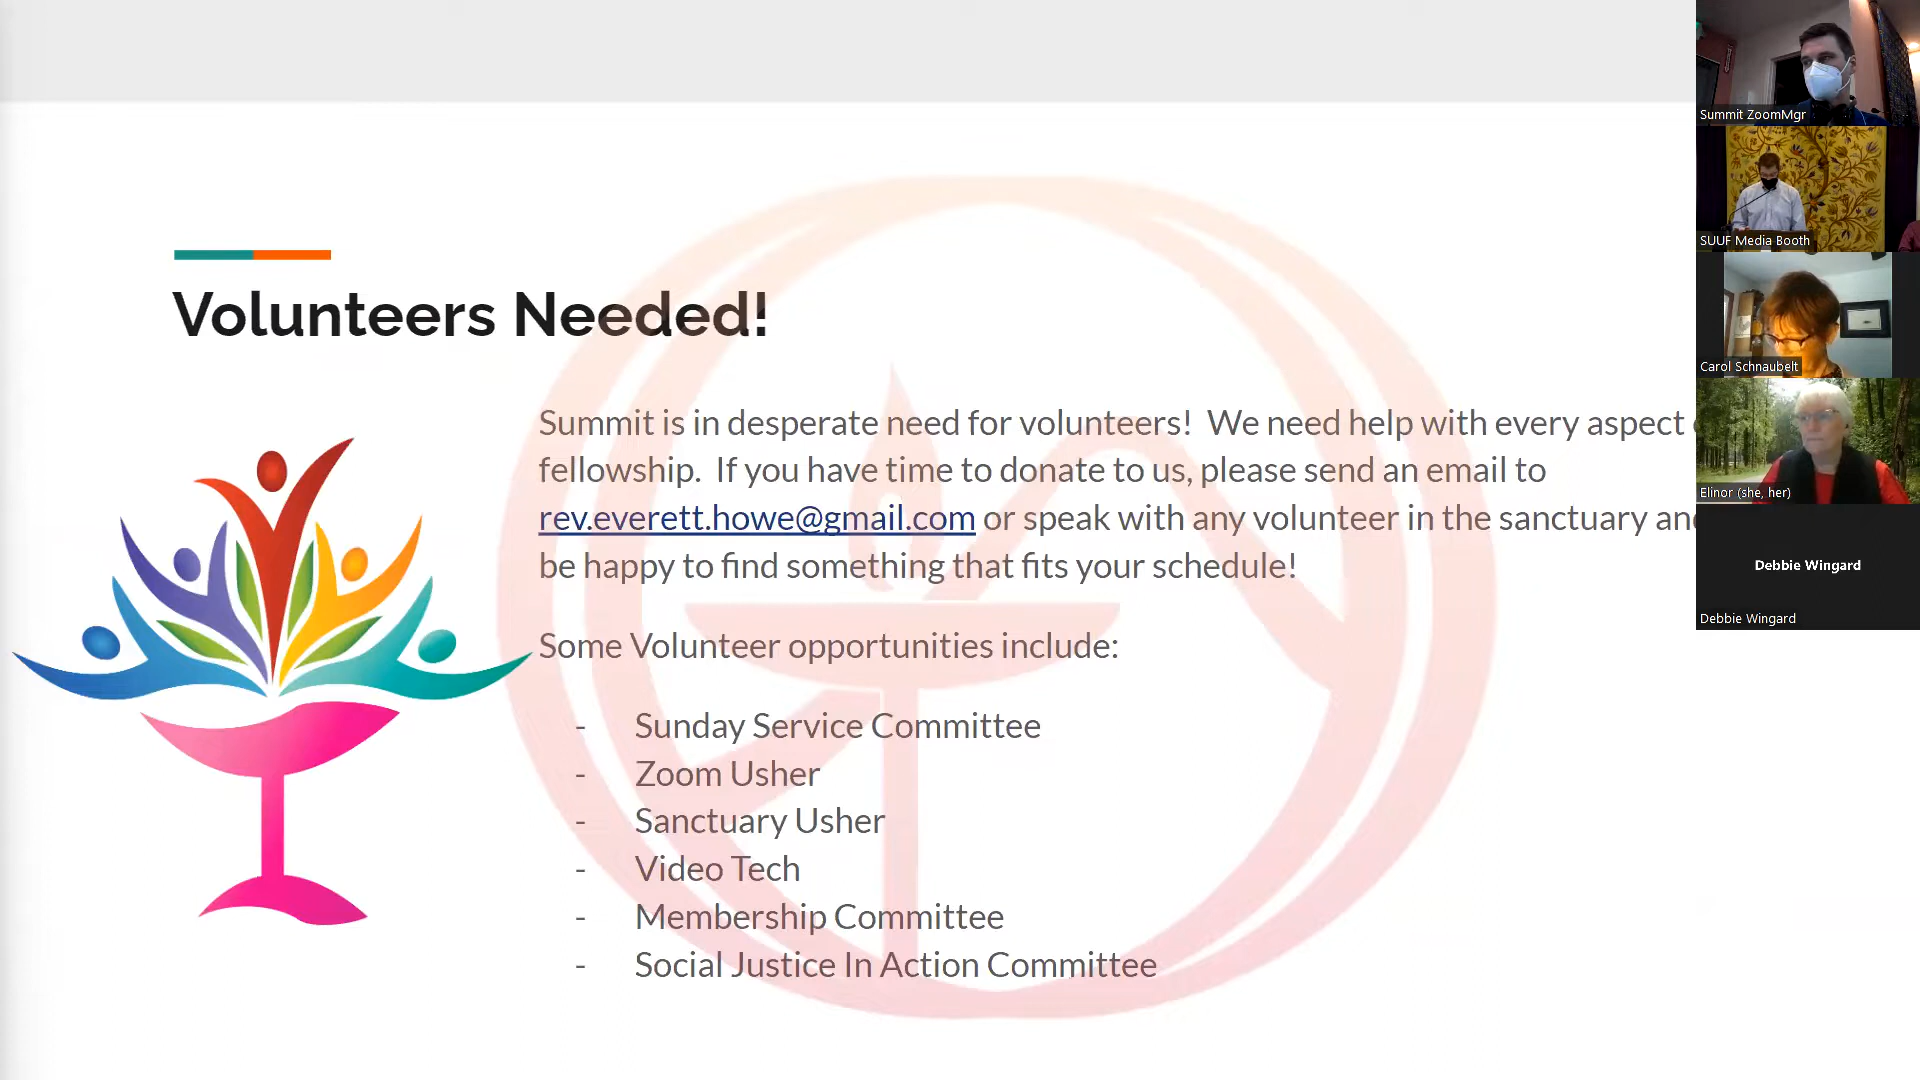 Volunteers Needed!
Summit is in desperate need for volunteers! We need help with every aspect
fellowship. If you have time to donate to us, please send an email to
rev.everett.howe@gmail.com or speak with any volunteer in the sanctuary
be happy to find something that fits your schedule!
Some Volunteer opportunities include:
- Sunday Service Committee
- Zoom Usher
- Sanctuary Usher
- Video Tech
- Membership Committee
- Social Justice In Action Committee
Summit ZoomMgr
SUUF Media Booth
Carol Schnaubelt
Elinor (she, her)
Debbie Wingard
Debbie Wingard